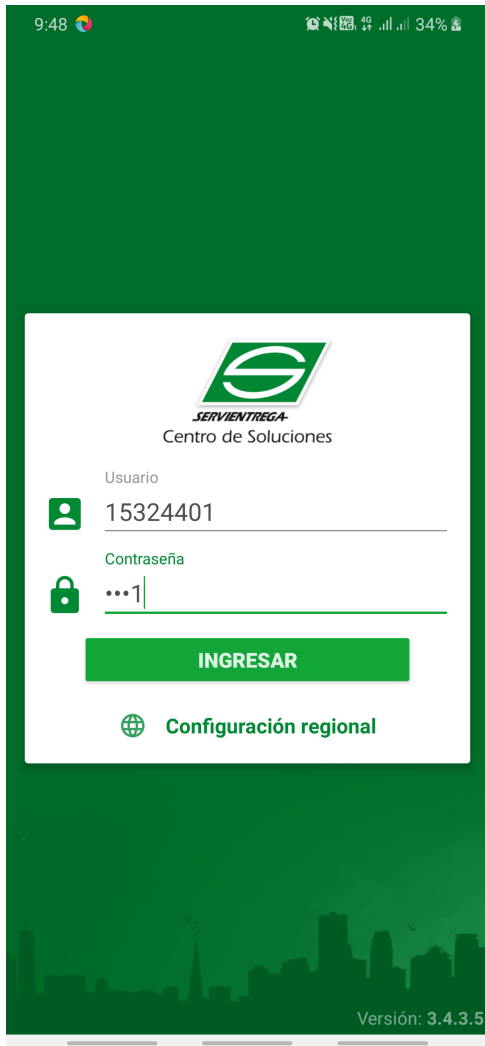 9:48 34%
SERVIENTREGA
Centro de Soluciones
Usuario
15324401
Contraseña
•••1
INGRESAR
Configuración regional
Versión: 3.4.3.5